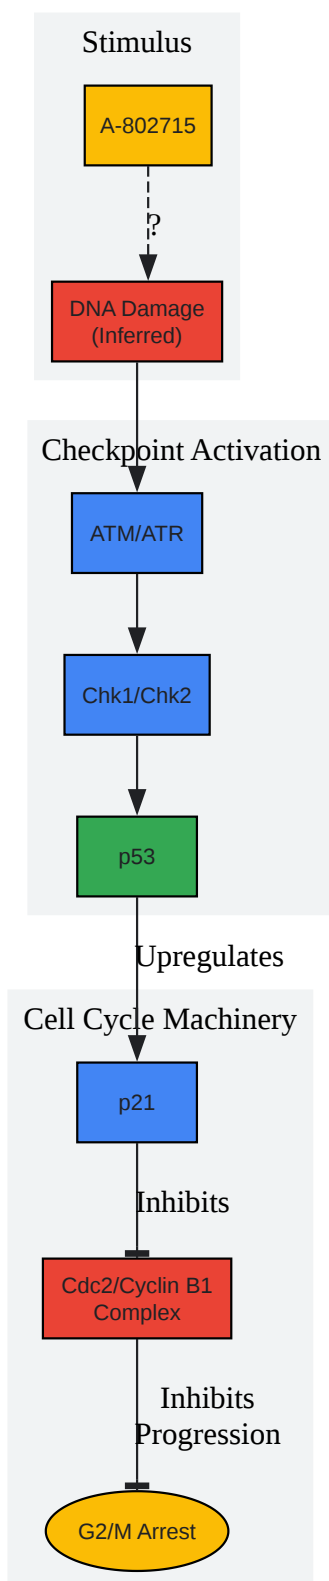 Stimulus
A-802715
?
DNA Damage
(Inferred)
Checkpoint Activation
ATM/ATR
Chk1/Chk2
p53
Upregulates
Cell Cycle Machinery
p21
Inhibits
Cdc2/Cyclin B1
Complex
Inhibits
Progression
G2/M Arrest